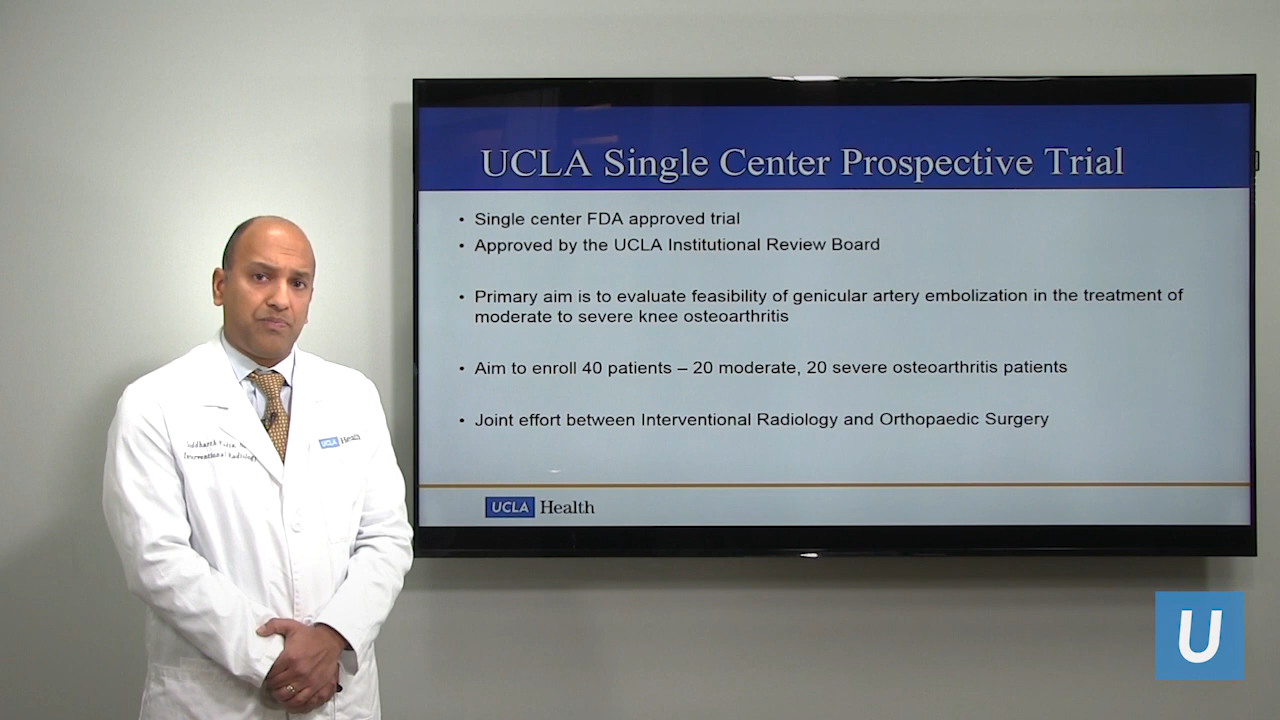 UCLA Single Center Prospective Trial
• Single center FDA approved trial
• Approved by the UCLA Institutional Review Board
• Primary aim is to evaluate feasibility of genicular artery embolization in the treatment of
moderate to severe knee osteoarthritis
• Aim to enroll 40 patients – 20 moderate, 20 severe osteoarthritis patients
• Joint effort between Interventional Radiology and Orthopaedic Surgery
UCLA Health
UCLA Health
Siddharth
Interventional Radiology
U